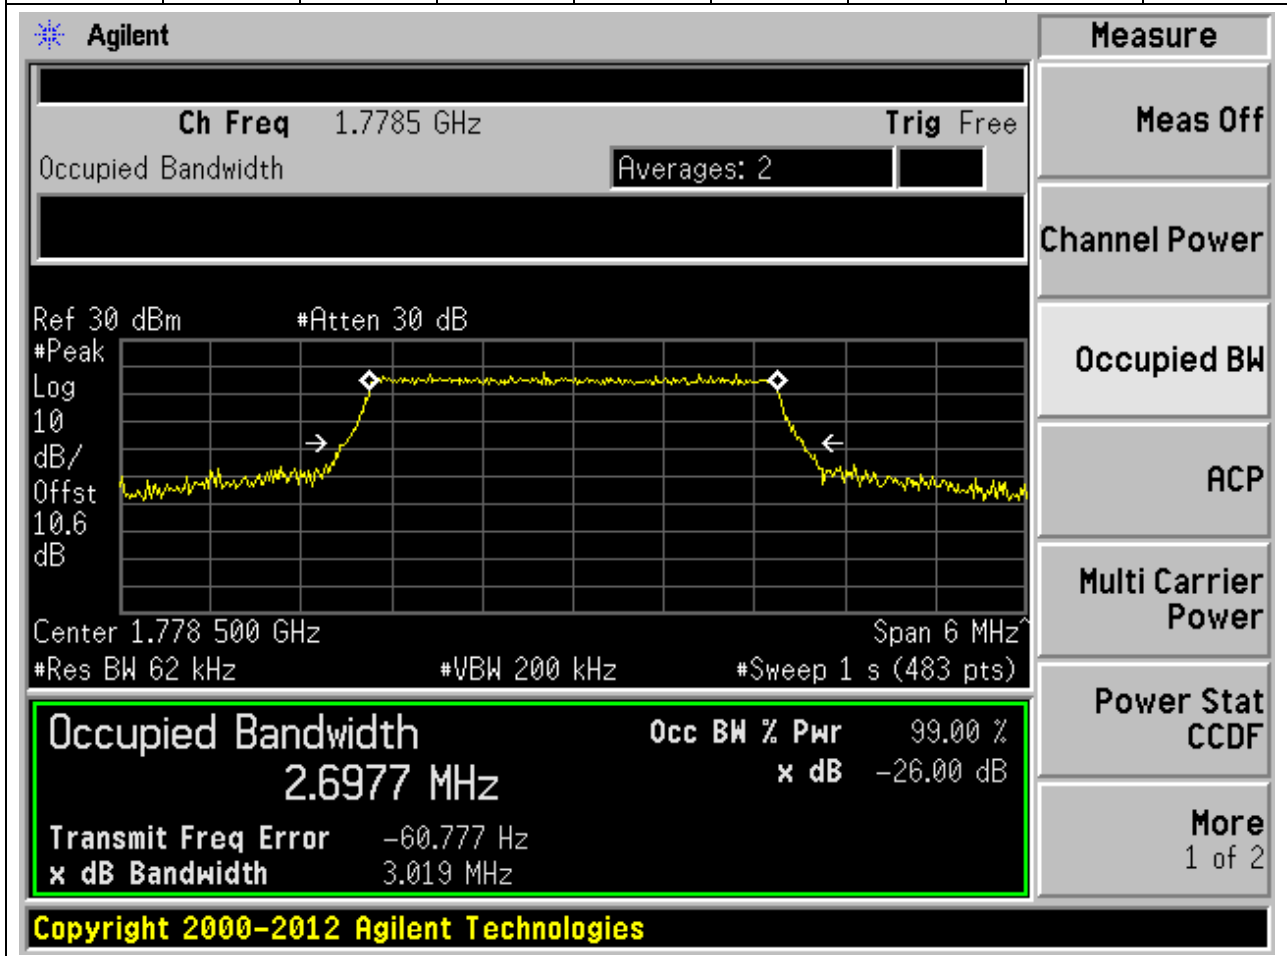 Agilent
Measure
Ch Freq 1.7785 GHz Trig Free
Occupied Bandwidth Averages: 2
Meas Off
Channel Power
Occupied BW
ACP
Multi Carrier
Power
Power Stat
CCDF
More
1 of 2
Ref 30 dBm #Atten 30 dB
#Peak
Log
10
dB/
Offst
10.6
dB
Center 1.778 500 GHz Span 6 MHz^
#Res BW 62 kHz #VBW 200 kHz #Sweep 1 s (483 pts)
Occupied Bandwidth Occ BW % Pwr 99.00 %
2.6977 MHz x dB -26.00 dB
Transmit Freq Error -60.777 Hz
x dB Bandwidth 3.019 MHz
Copyright 2000-2012 Agilent Technologies